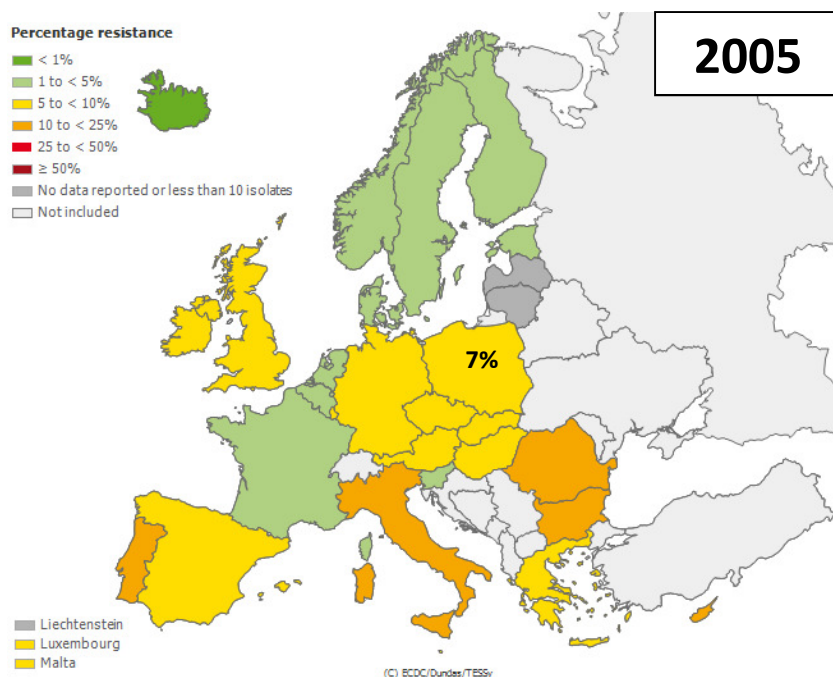 Percentage resistance
2005
< 1%
1 to < 5%
5 to < 10%
10 to < 25%
25 to < 50%
≥ 50%
No data reported or less than 10 isolates
Not included
7%
Liechtenstein
Luxembourg
Malta
(C) ECDC/Dundas/TESSy